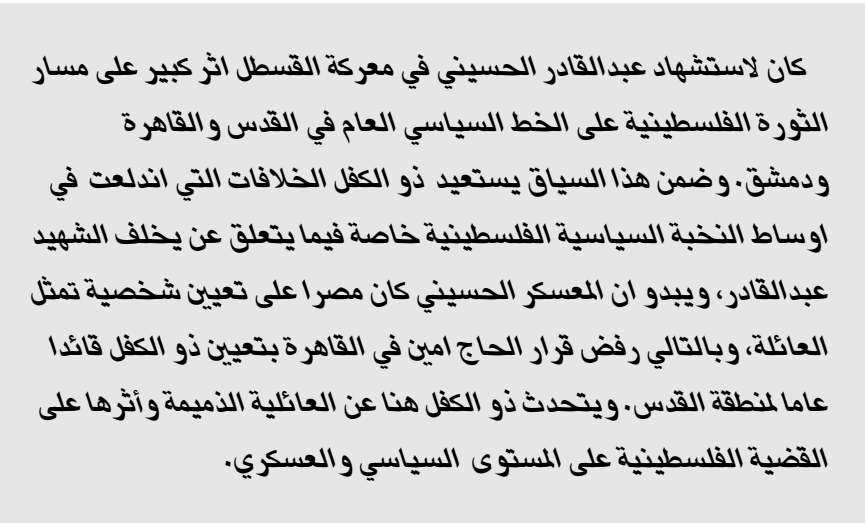 كان لاستشهاد عبدالقادر الحسيني في معركة القسطل اثر كبير على مسار
الثورة الفلسطينية على الخط السياسي العام في القدس والقاهرة
ودمشق. وضمن هذا السياق يستعيد ذو الكفل الخلافات التي اندلعت في
اوساط النخبة السياسية الفلسطينية خاصة فيما يتعلق عن يخلف الشهيد
عبدالقادر، ويبدو ان المعسكر الحسيني كان مصرا على تعيين شخصية تمثل
العائلة، وبالتالي رفض قرار الحاج امين في القاهرة بتعيين ذو الكفل قائدا
عاما لمنطقة القدس. ويتحدث ذو الكفل هنا عن العائلية الذميمة وأثرها على
القضية الفلسطينية على المستوى السياسي والعسكري.